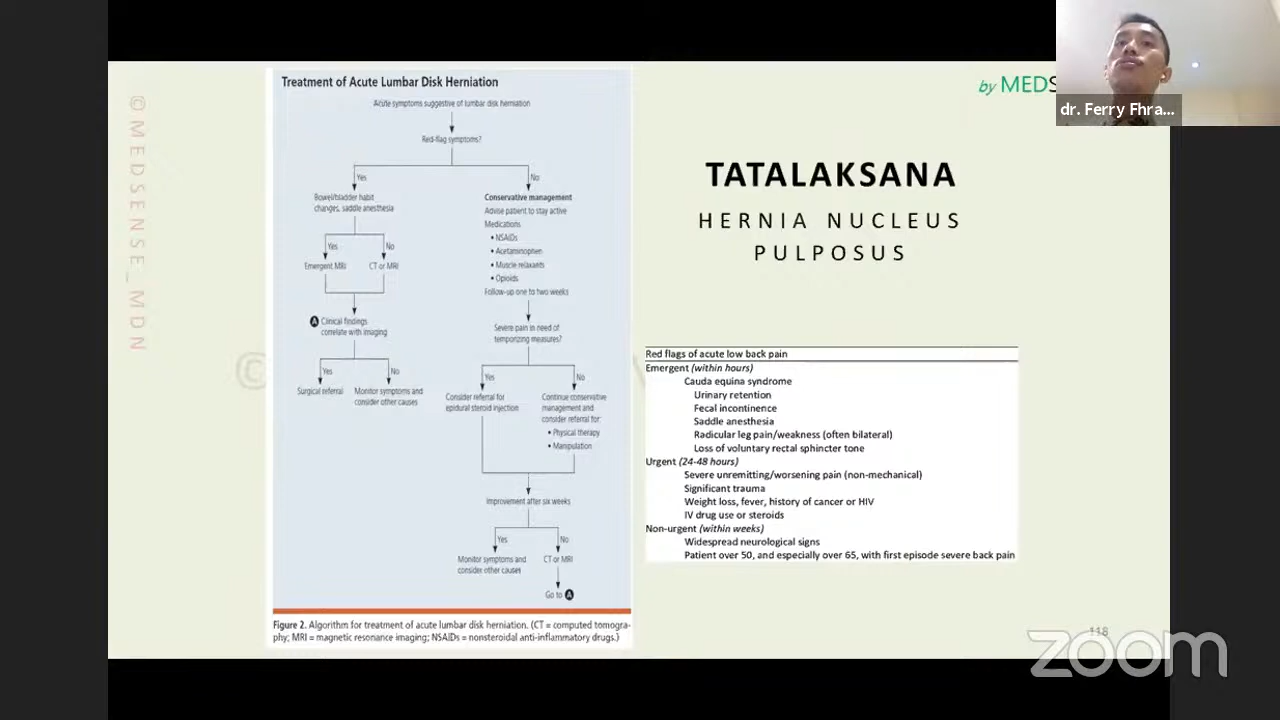 by MEDS
dr. Ferry Fhra...
©MEDSENSE_MDN
Treatment of Acute Lumbar Disk Herniation
Acute symptoms suggestive of lumbar disk herniation
Red-flag symptoms?
Yes
No
Bowel/bladder habit
changes, saddle anesthesia
Yes
No
Emergent MRI
CT or MRI
A Clinical findings
correlate with imaging
Yes
No
Surgical referral
Monitor symptoms and
consider other causes
Conservative management
Advise patient to stay active
Medications
• NSAIDs
• Acetaminophen
• Muscle relaxants
• Opioids
Follow-up one to two weeks
Severe pain in need of
temporizing measures?
Yes
No
Consider referral for
epidural steroid injection
Continue conservative
management and
consider referral for:
• Physical therapy
• Manipulation
Improvement after six weeks
Yes
No
Monitor symptoms and
consider other causes
CT or MRI
Go to A
Figure 2. Algorithm for treatment of acute lumbar disk herniation. (CT = computed tomogra-
phy; MRI = magnetic resonance imaging; NSAIDs = nonsteroidal anti-inflammatory drugs.)
TATALAKSANA
HERNIA NUCLEUS
PULPOSUS
Red flags of acute low back pain
Emergent (within hours)
Cauda equina syndrome
Urinary retention
Fecal incontinence
Saddle anesthesia
Radicular leg pain/weakness (often bilateral)
Loss of voluntary rectal sphincter tone
Urgent (24-48 hours)
Severe unremitting/worsening pain (non-mechanical)
Significant trauma
Weight loss, fever, history of cancer or HIV
IV drug use or steroids
Non-urgent (within weeks)
Widespread neurological signs
Patient over 50, and especially over 65, with first episode severe back pain
118
zoom